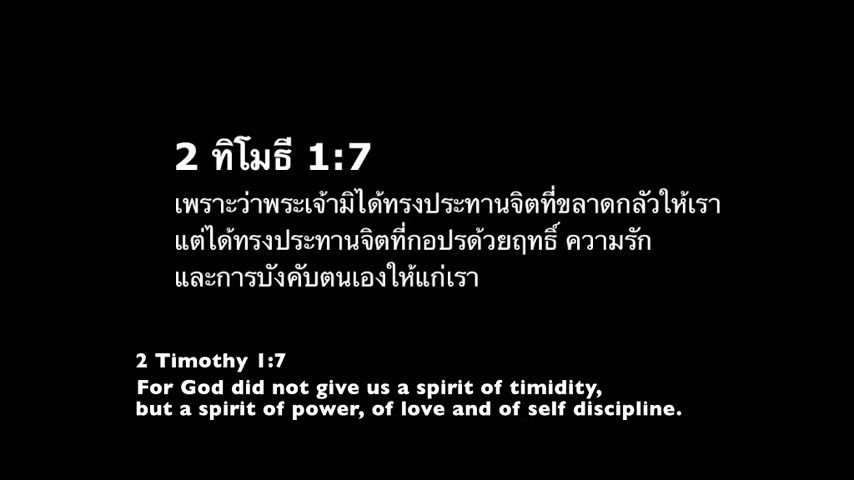 2 ทิโมธี 1:7
เพราะว่าพระเจ้ามิได้ทรงประทานจิตที่ขลาดกลัวให้เรา
แต่ได้ทรงประทานจิตที่กอปรด้วยฤทธิ์ ความรัก
และการบังคับตนเองให้แก่เรา
2 Timothy 1:7
For God did not give us a spirit of timidity,
but a spirit of power, of love and of self discipline.